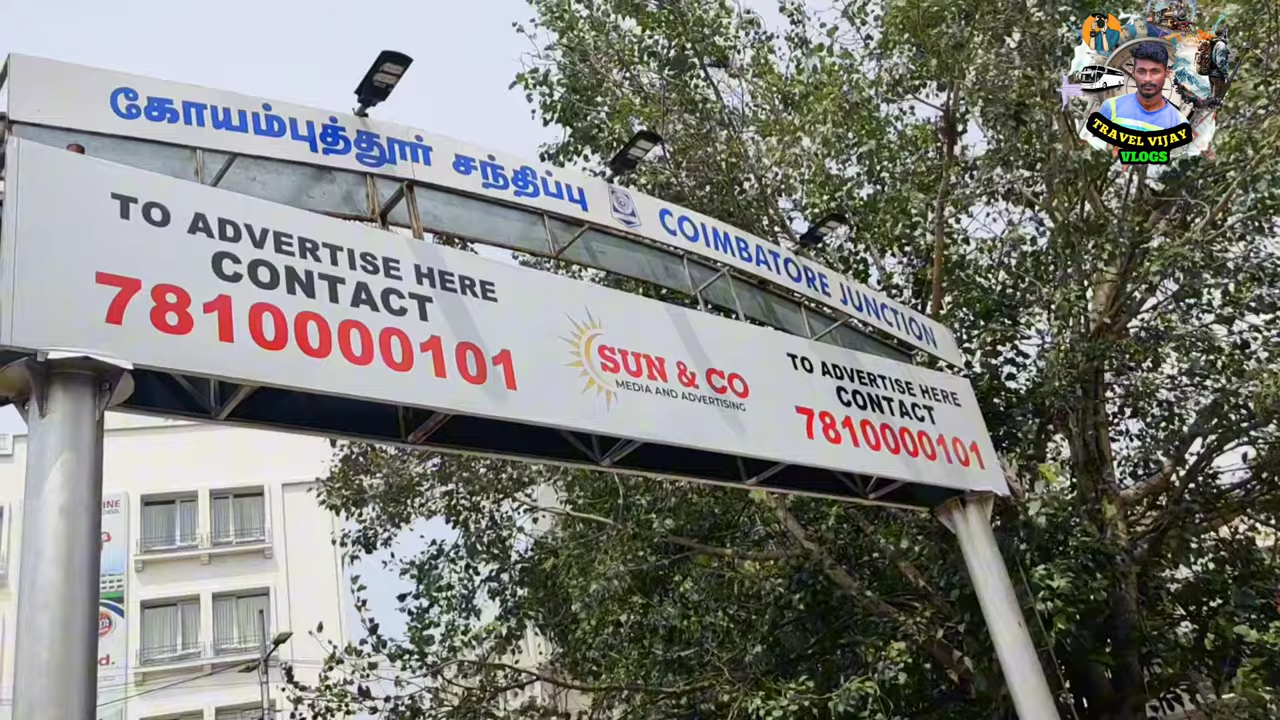 கோயம்புத்தூர் சந்திப்பு COIMBATORE JUNCTION
TO ADVERTISE HERE
CONTACT
7810000101
SUN & CO
MEDIA AND ADVERTISING
TO ADVERTISE HERE
CONTACT
7810000101
TRAVEL VIJAY
VLOGS